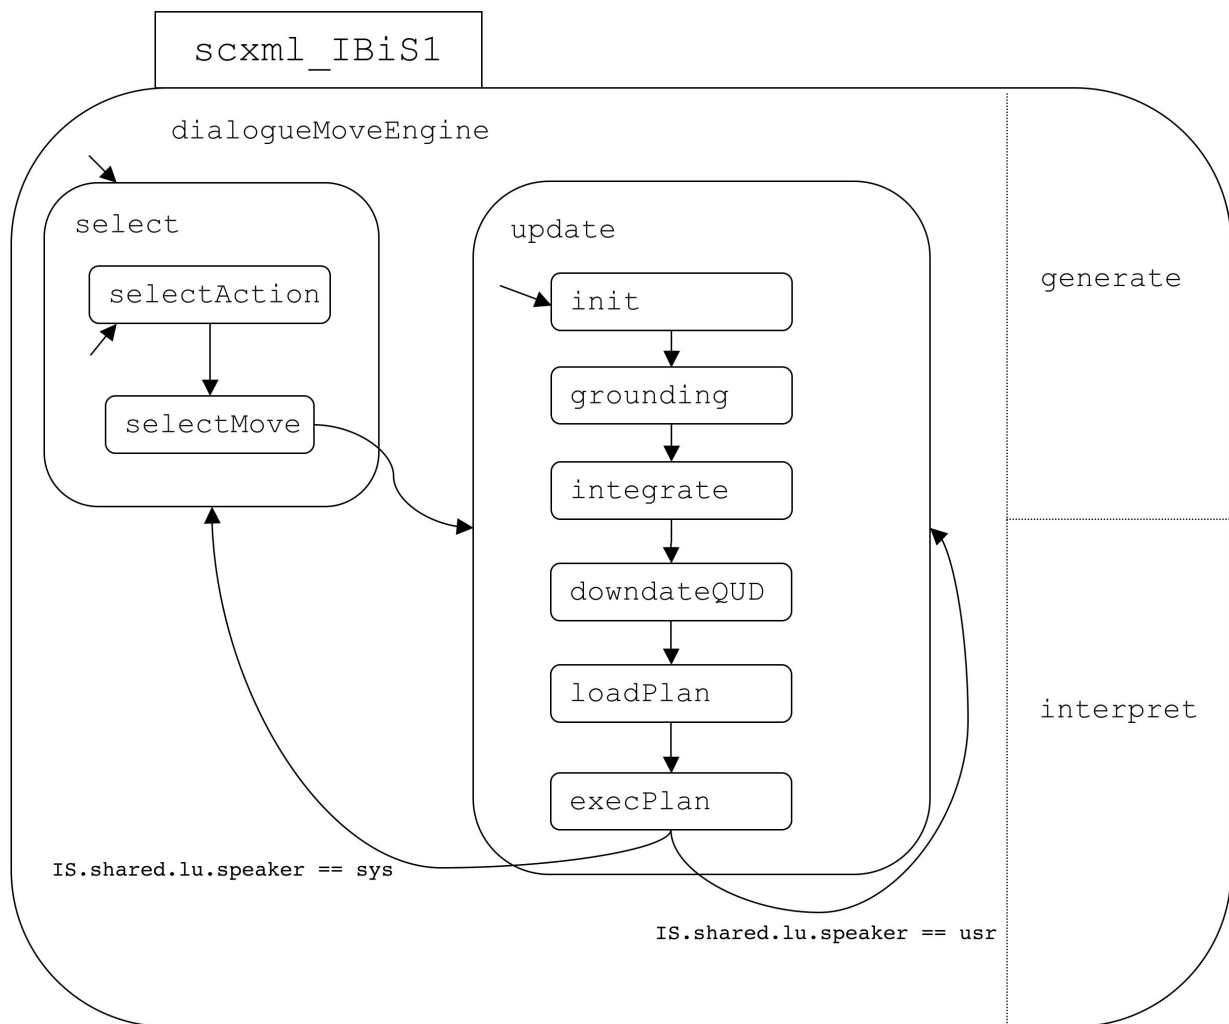 scxml_IBiS1
dialogueMoveEngine
select
selectAction
selectMove
update
init
grounding
integrate
downdateQUD
loadPlan
execPlan
IS.shared.lu.speaker == sys
IS.shared.lu.speaker == usr
generate
interpret